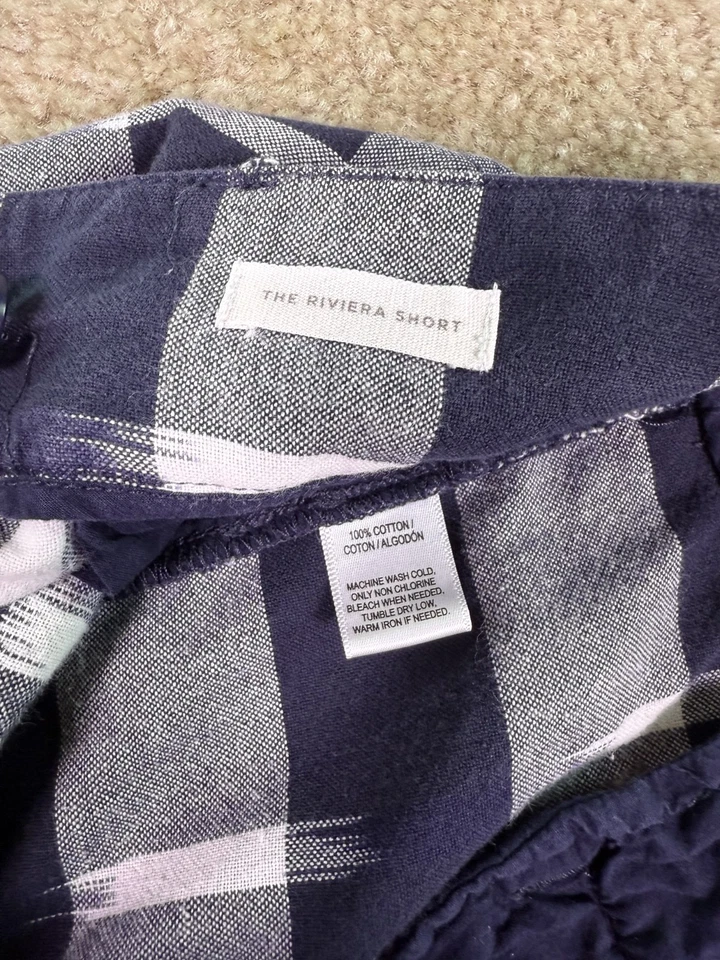 THE RIVIERA SHORT
100% COTTON /
COTON / ALGODÓN
MACHINE WASH COLD,
ONLY NON CHLORINE
BLEACH WHEN NEEDED,
TUMBLE DRY LOW,
WARM IRON IF NEEDED.